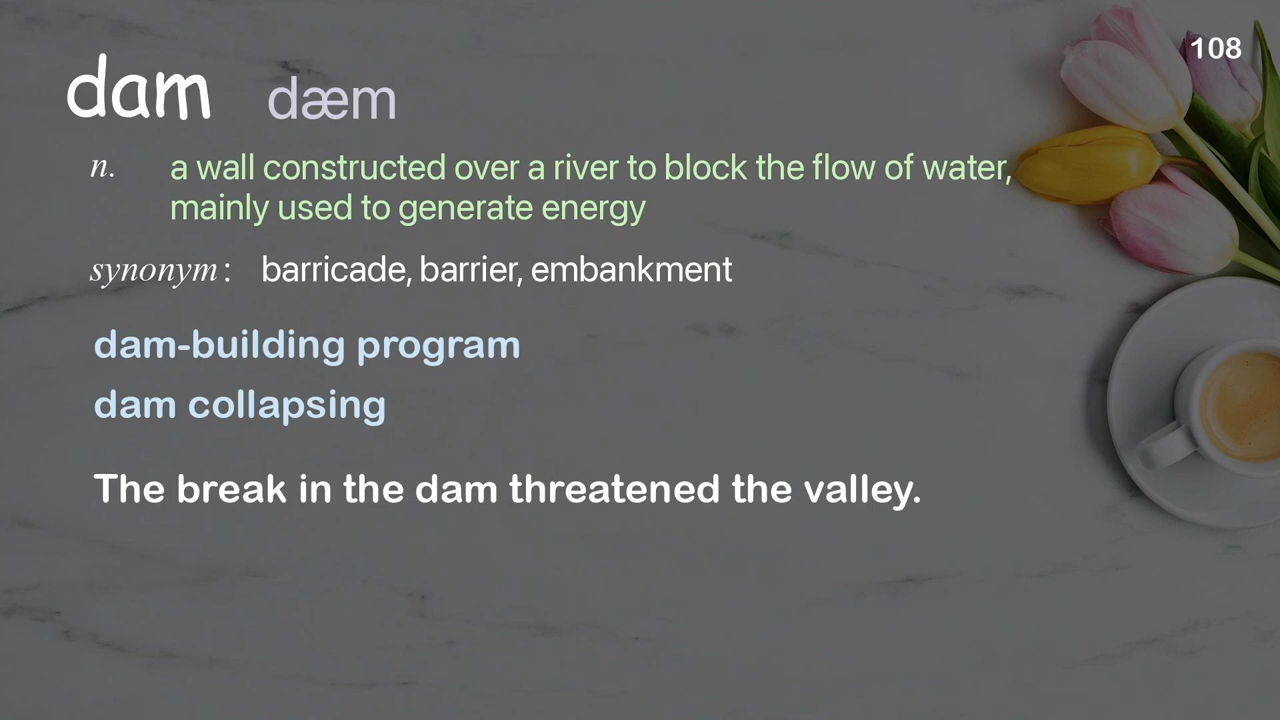 108
dam dæm
n. a wall constructed over a river to block the flow of water,
mainly used to generate energy
synonym : barricade, barrier, embankment
dam-building program
dam collapsing
The break in the dam threatened the valley.